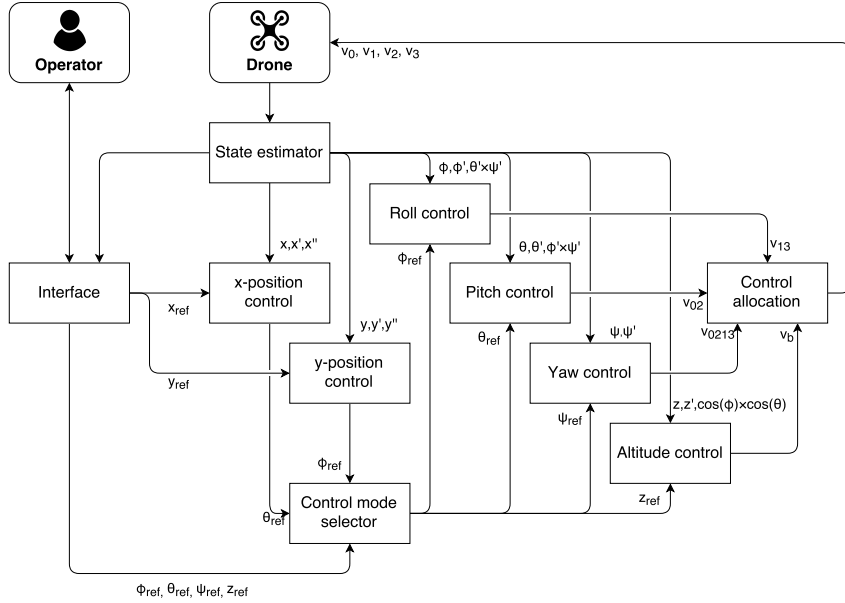 Operator
Drone
v0, v1, v2, v3
State estimator
ϕ,ϕ',θ'×ψ'
Roll control
x,x',x"
θ,θ',ϕ'×ψ'
v13
ϕref
Interface
x-position
control
Pitch control
Control
allocation
xref
v02
y,y',y"
θref
ψ,ψ'
v0213
vb
y-position
control
Yaw control
yref
z,z',cos(ϕ)×cos(θ)
ψref
Altitude control
ϕref
zref
Control mode
selector
θref
ϕref, θref, ψref, zref